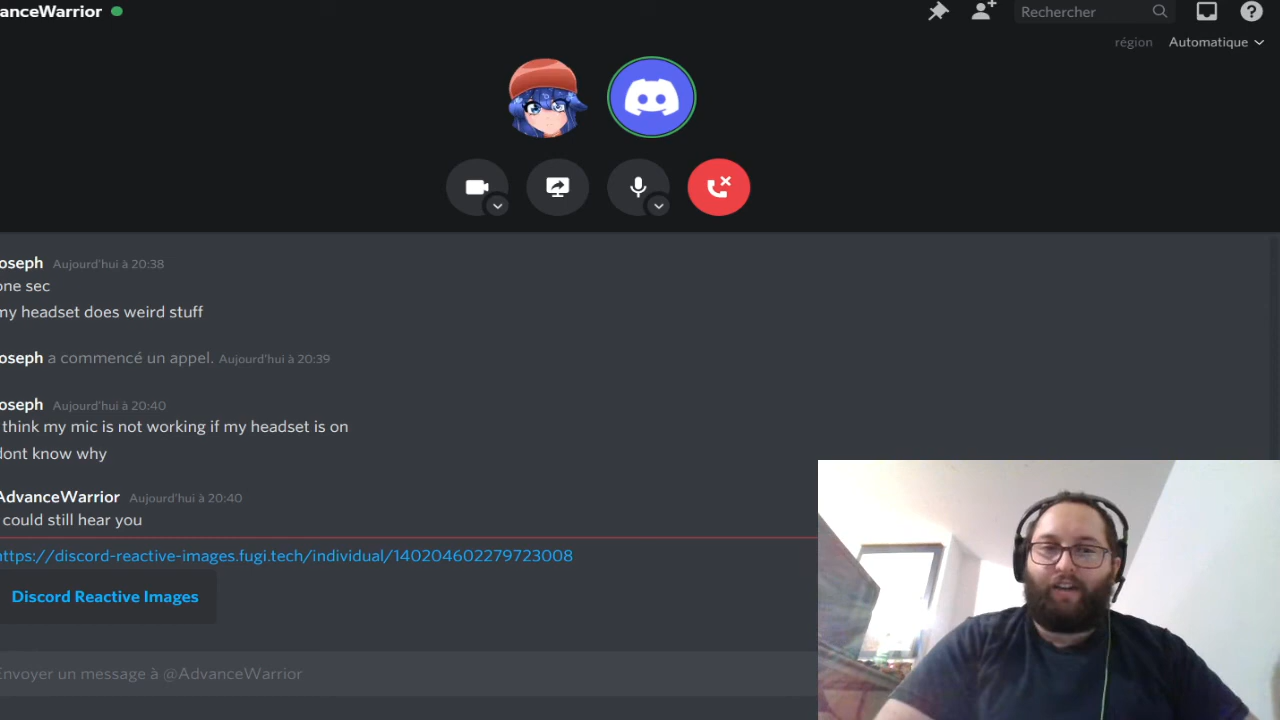 anceWarrior
Rechercher
région Automatique
oseph Aujourd'hui à 20:38
one sec
my headset does weird stuff
oseph a commencé un appel. Aujourd'hui à 20:39
oseph Aujourd'hui à 20:40
think my mic is not working if my headset is on
dont know why
AdvanceWarrior Aujourd'hui à 20:40
could still hear you
https://discord-reactive-images.fugi.tech/individual/140204602279723008
Discord Reactive Images
Envoyer un message à @AdvanceWarrior